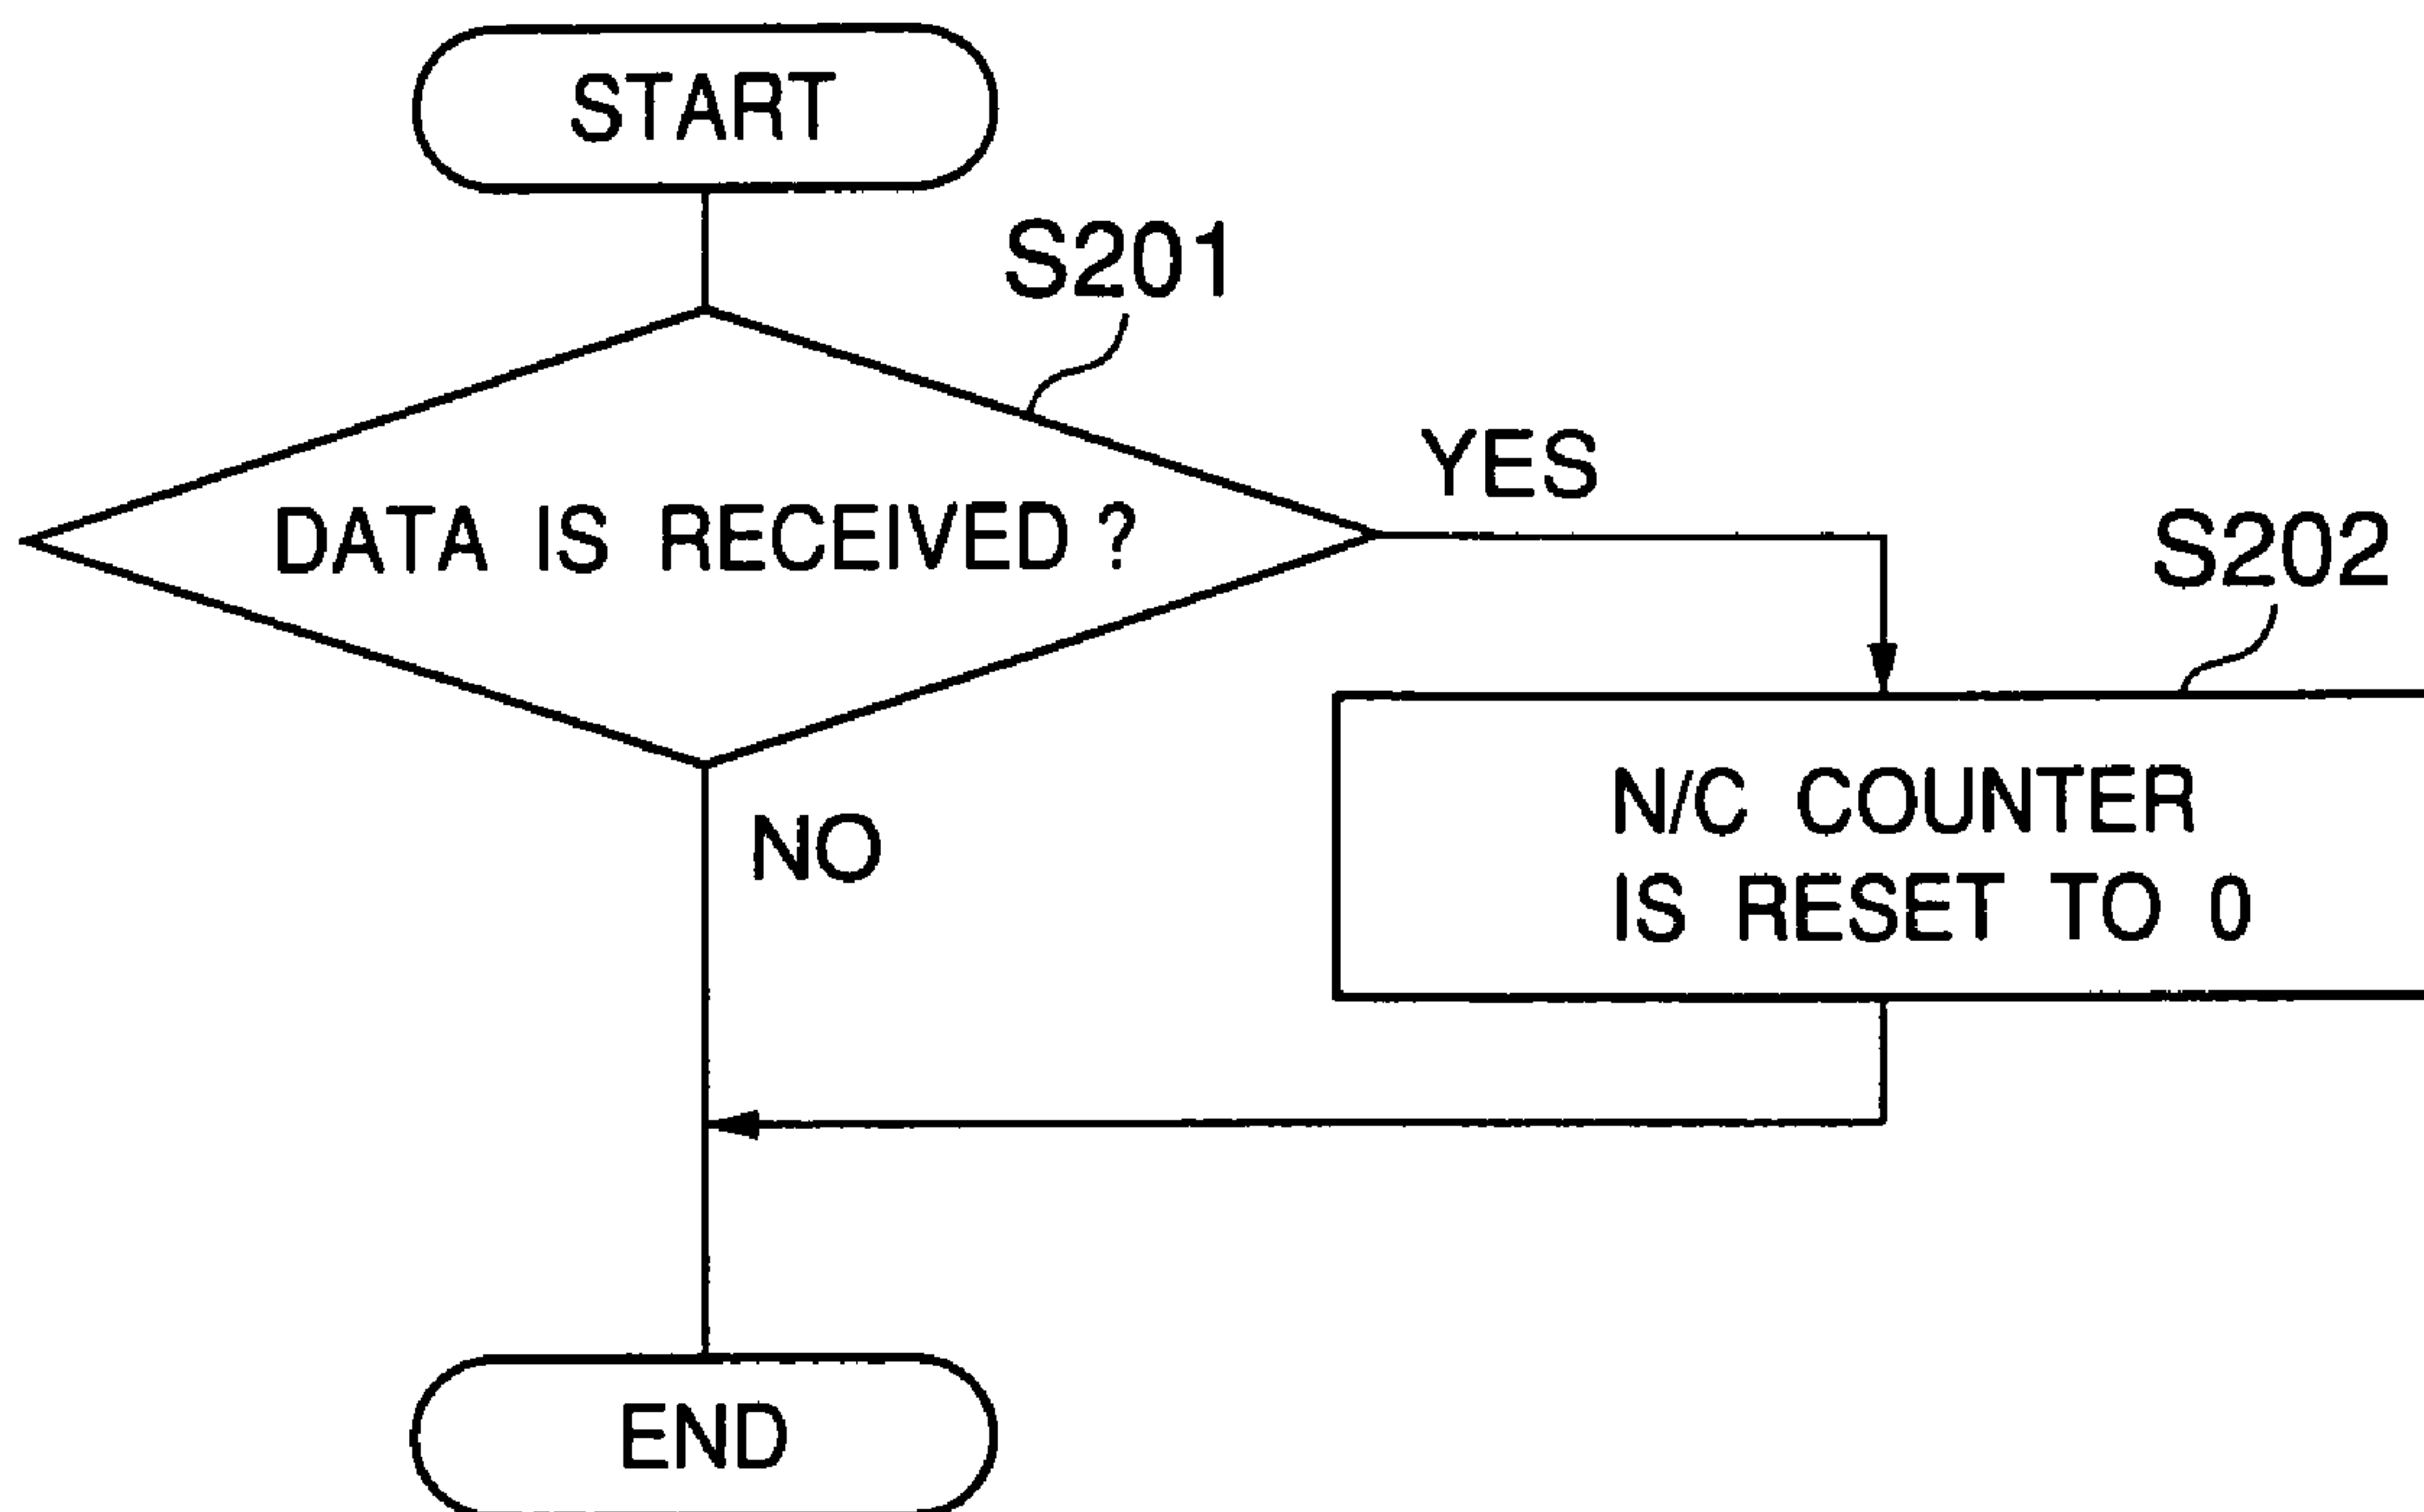 START
S201
DATA IS RECEIVED ?
YES
S202
N/C COUNTER
IS RESET TO 0
NO
END